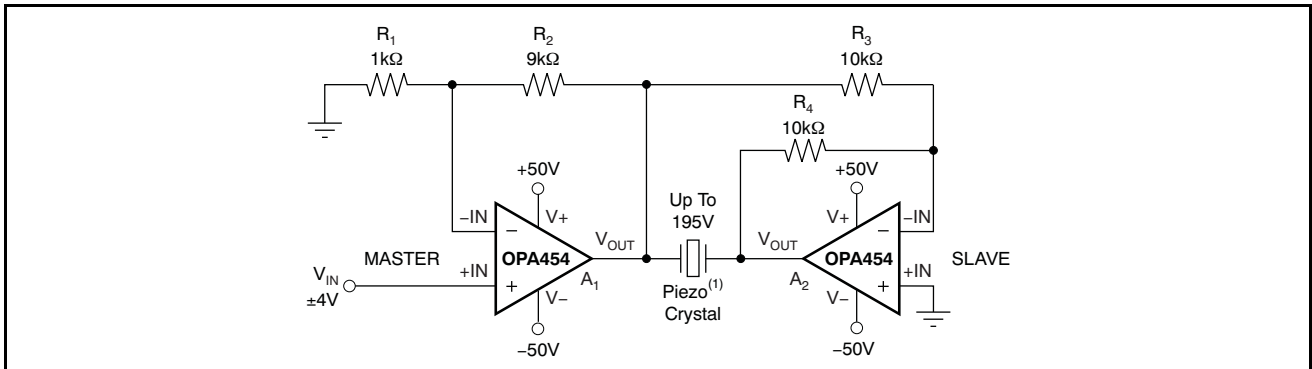 R1
1kΩ
R2
9kΩ
R3
10kΩ
R4
10kΩ
+50V
V+
−IN
−
MASTER
OPA454
+IN
+
VIN
±4V
A1
V−
−50V
VOUT
Up To
195V
Piezo(1)
Crystal
VOUT
+50V
V+
−IN
−
OPA454
SLAVE
+IN
+
A2
V−
−50V